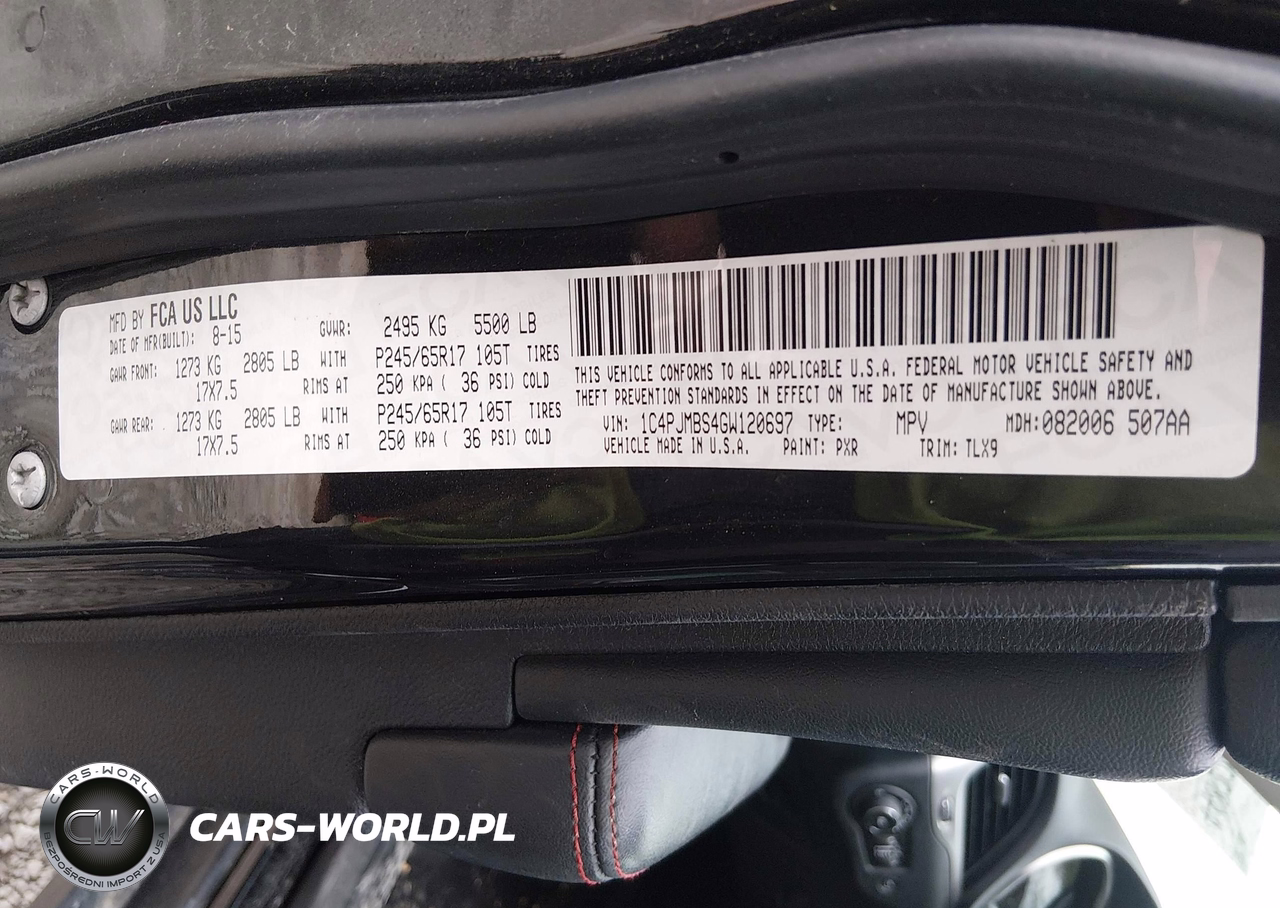 MFD BY FCA US LLC
DATE OF MFR(BUILT): 8-15 GVWR: 2495 KG 5500 LB
GAWR FRONT: 1273 KG 2805 LB WITH P245/65R17 105T TIRES
17X7.5 RIMS AT 250 KPA ( 36 PSI) COLD
GAWR REAR: 1273 KG 2805 LB WITH P245/65R17 105T TIRES
17X7.5 RIMS AT 250 KPA ( 36 PSI) COLD
THIS VEHICLE CONFORMS TO ALL APPLICABLE U.S.A. FEDERAL MOTOR VEHICLE SAFETY AND
THEFT PREVENTION STANDARDS IN EFFECT ON THE DATE OF MANUFACTURE SHOWN ABOVE.
VIN: 1C4PJMBS4GW120697 TYPE: MPV MDH:082006 507AA
VEHICLE MADE IN U.S.A. PAINT: PXR TRIM: TLX9
CARS-WORLD
CW
BEZPOŚREDNI IMPORT Z USA
CARS-WORLD.PL